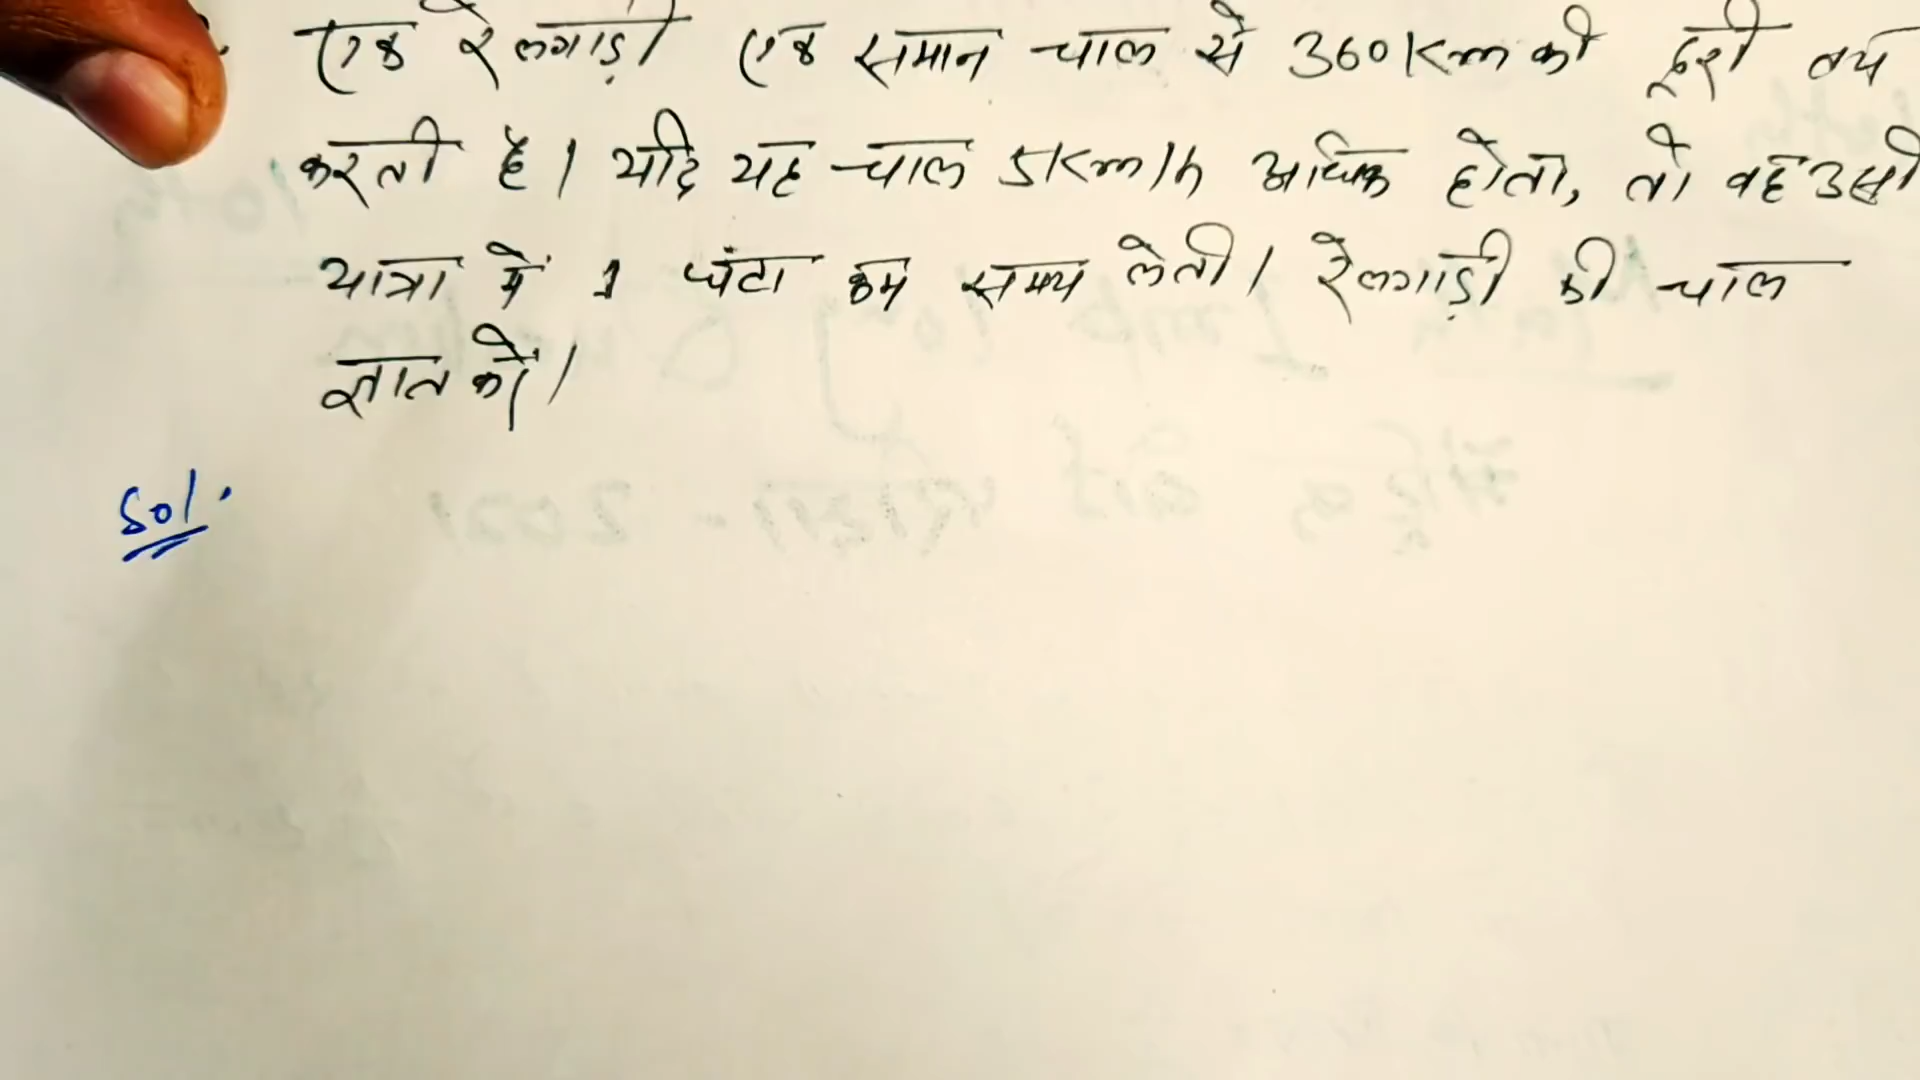 एक रेलगाड़ी एक समान चाल से 360 Km की दूरी तय
करती है। यदि यह चाल 5 Km/h अधिक होती, तो वह उसी
यात्रा में 1 घंटा कम समय लेती। रेलगाड़ी की चाल
ज्ञात करें।
Sol.